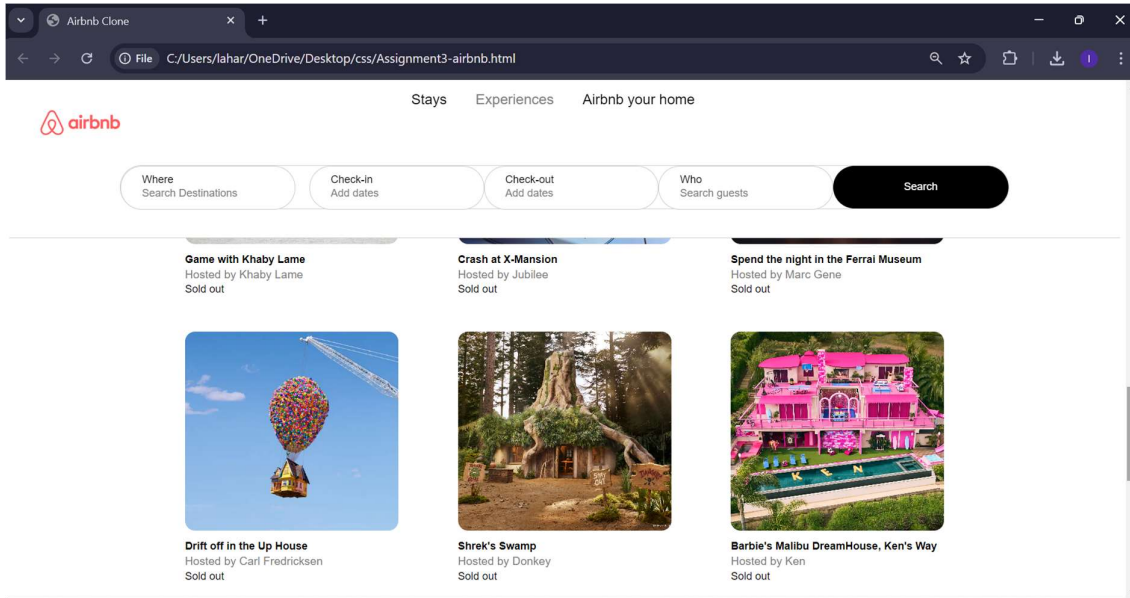 Airbnb Clone
File C:/Users/lahar/OneDrive/Desktop/css/Assignment3-airbnb.html
I
Stays Experiences Airbnb your home
airbnb
Where Check-in Check-out Who
Search Destinations Add dates Add dates Search guests Search
Game with Khaby Lame Crash at X-Mansion Spend the night in the Ferrai Museum
Hosted by Khaby Lame Hosted by Jubilee Hosted by Marc Gene
Sold out Sold out Sold out
KEN
Drift off in the Up House Shrek's Swamp Barbie's Malibu DreamHouse, Ken's Way
Hosted by Carl Fredricksen Hosted by Donkey Hosted by Ken
Sold out Sold out Sold out